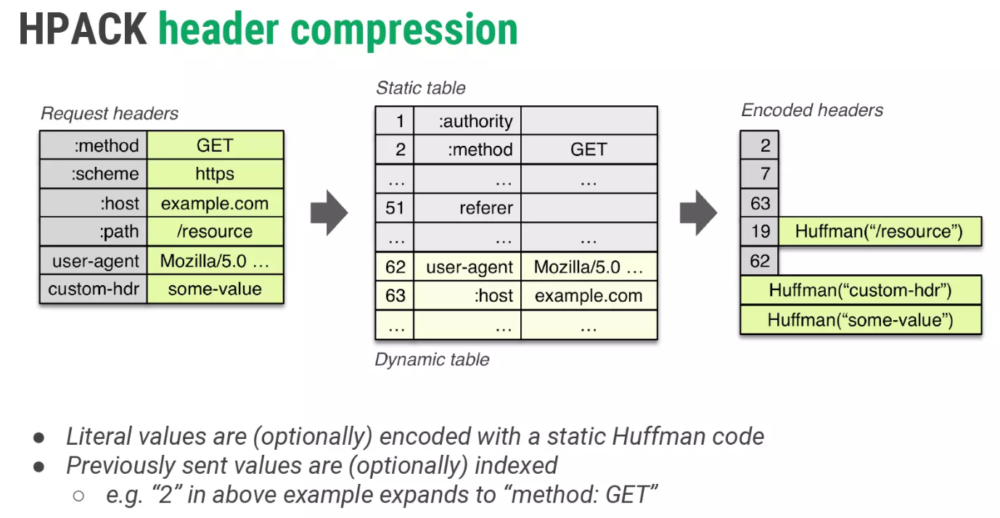 HPACK header compression
Request headers
:method GET
:scheme https
:host example.com
:path /resource
user-agent Mozilla/5.0 ...
custom-hdr some-value
Static table
1 :authority
2 :method GET
... ... ...
51 referer
... ... ...
62 user-agent Mozilla/5.0 ...
63 :host example.com
... ... ...
Dynamic table
Encoded headers
2
7
63
19 Huffman(“/resource”)
62
Huffman(“custom-hdr”)
Huffman(“some-value”)
● Literal values are (optionally) encoded with a static Huffman code
● Previously sent values are (optionally) indexed
○ e.g. “2” in above example expands to “method: GET”